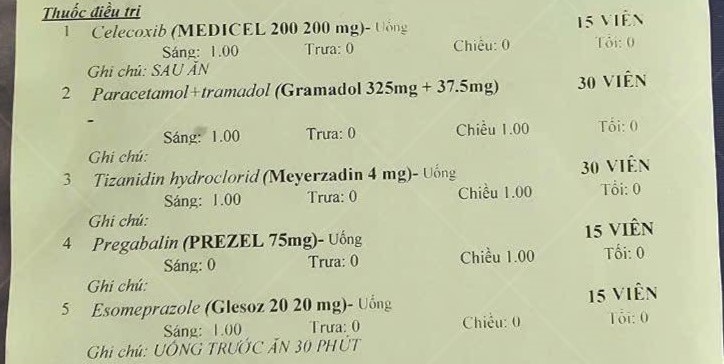 Thuốc điều trị
1 Celecoxib (MEDICEL 200 200 mg)- Uống 15 VIÊN
Sáng: 1.00 Trưa: 0 Chiều: 0 Tối: 0
Ghi chú: SAU ĂN
2 Paracetamol+tramadol (Gramadol 325mg + 37.5mg) 30 VIÊN
-
Sáng: 1.00 Trưa: 0 Chiều 1.00 Tối: 0
Ghi chú:
3 Tizanidin hydroclorid (Meyerzadin 4 mg)- Uống 30 VIÊN
Sáng: 1.00 Trưa: 0 Chiều 1.00 Tối: 0
Ghi chú:
4 Pregabalin (PREZEL 75mg)- Uống 15 VIÊN
Sáng: 0 Trưa: 0 Chiều 1.00 Tối: 0
Ghi chú:
5 Esomeprazole (Glesoz 20 20 mg)- Uống 15 VIÊN
Sáng: 1.00 Trưa: 0 Chiều: 0 Tối: 0
Ghi chú: UỐNG TRƯỚC ĂN 30 PHÚT